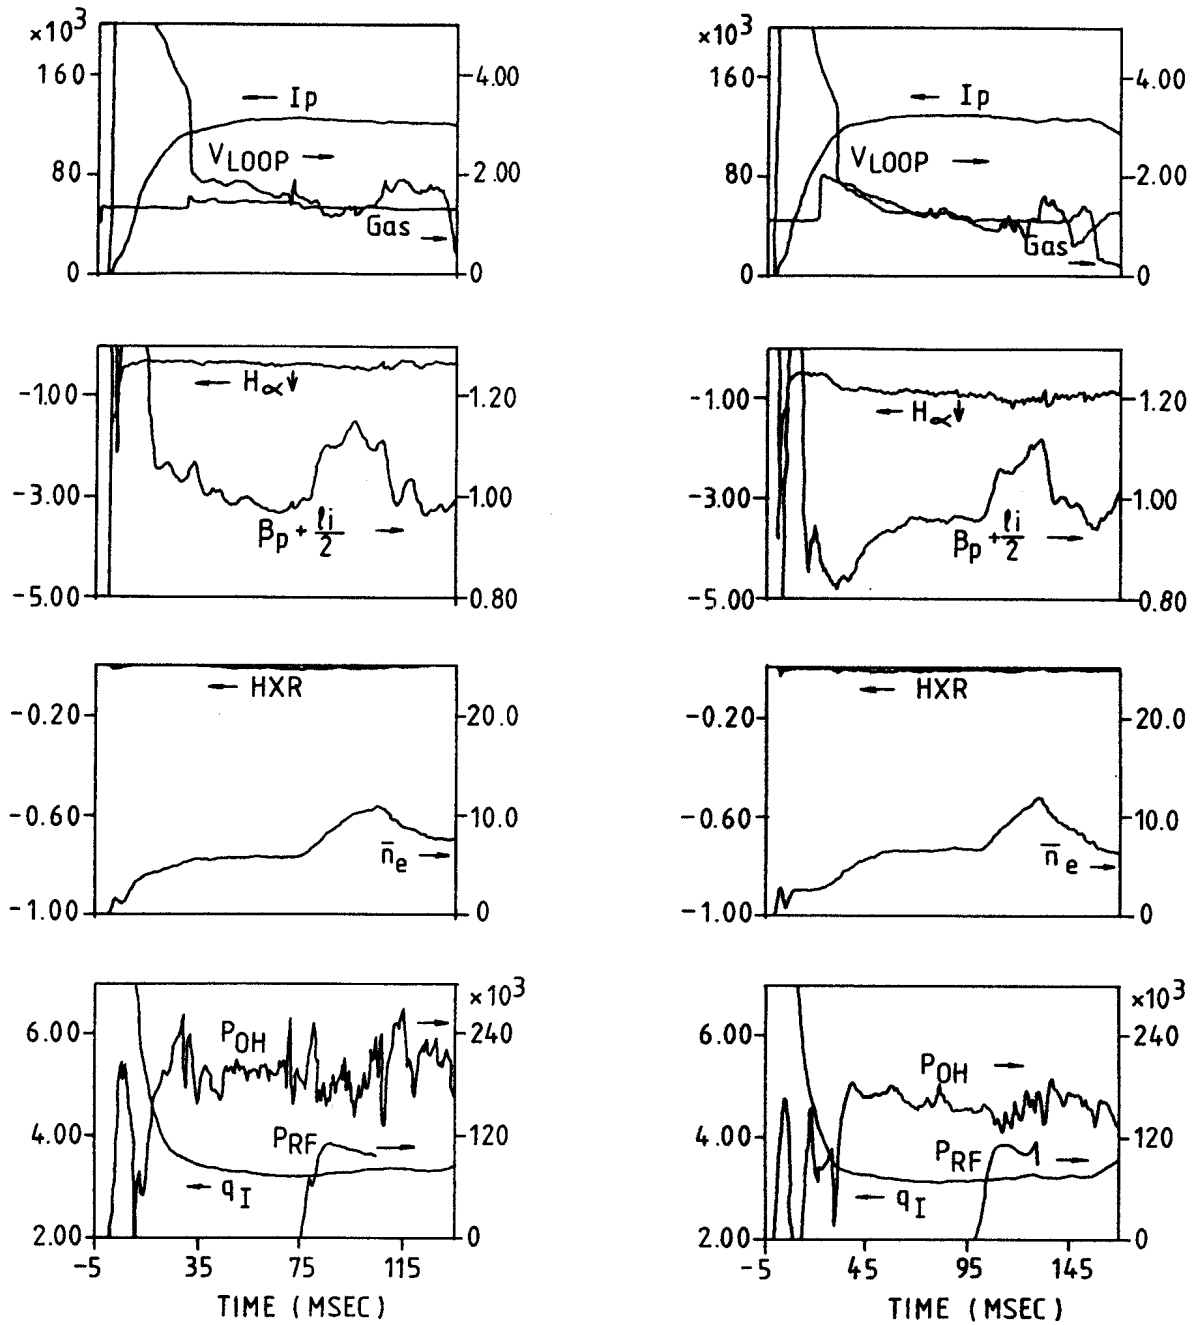 ×10³
160
80
0
4.00
2.00
0
← Ip
V LOOP →
Gas →
×10³
160
80
0
4.00
2.00
0
← Ip
V LOOP →
Gas →
-1.00
-3.00
-5.00
1.20
1.00
0.80
← H∝↓
βp + ℓi/2 →
-1.00
-3.00
-5.00
1.20
1.00
0.80
← H∝↓
βp + ℓi/2 →
-0.20
-0.60
-1.00
20.0
10.0
0
← HXR
n̅e →
-0.20
-0.60
-1.00
20.0
10.0
0
← HXR
n̅e →
6.00
4.00
2.00
×10³
240
120
0
POH →
PRF →
← qI
-5 35 75 115
TIME (MSEC)
6.00
4.00
2.00
×10³
240
120
0
POH →
PRF →
← qI
-5 45 95 145
TIME (MSEC)